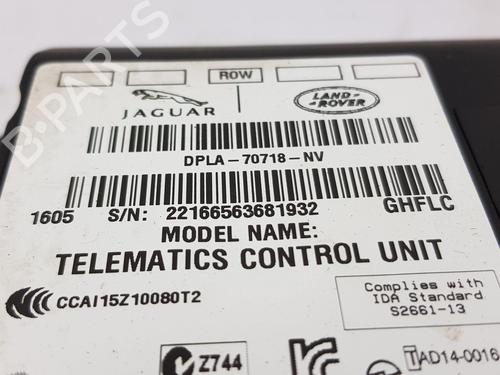 ROW
JAGUAR
LAND-
ROVER
DPLA-70718-NV
1605 S/N: 22166563681932 GHFLC
MODEL NAME:
TELEMATICS CONTROL UNIT
CCAI15Z10080T2
Complies with
IDA Standard
S2661-13
Z744
TAD14-0016
B-PARTS